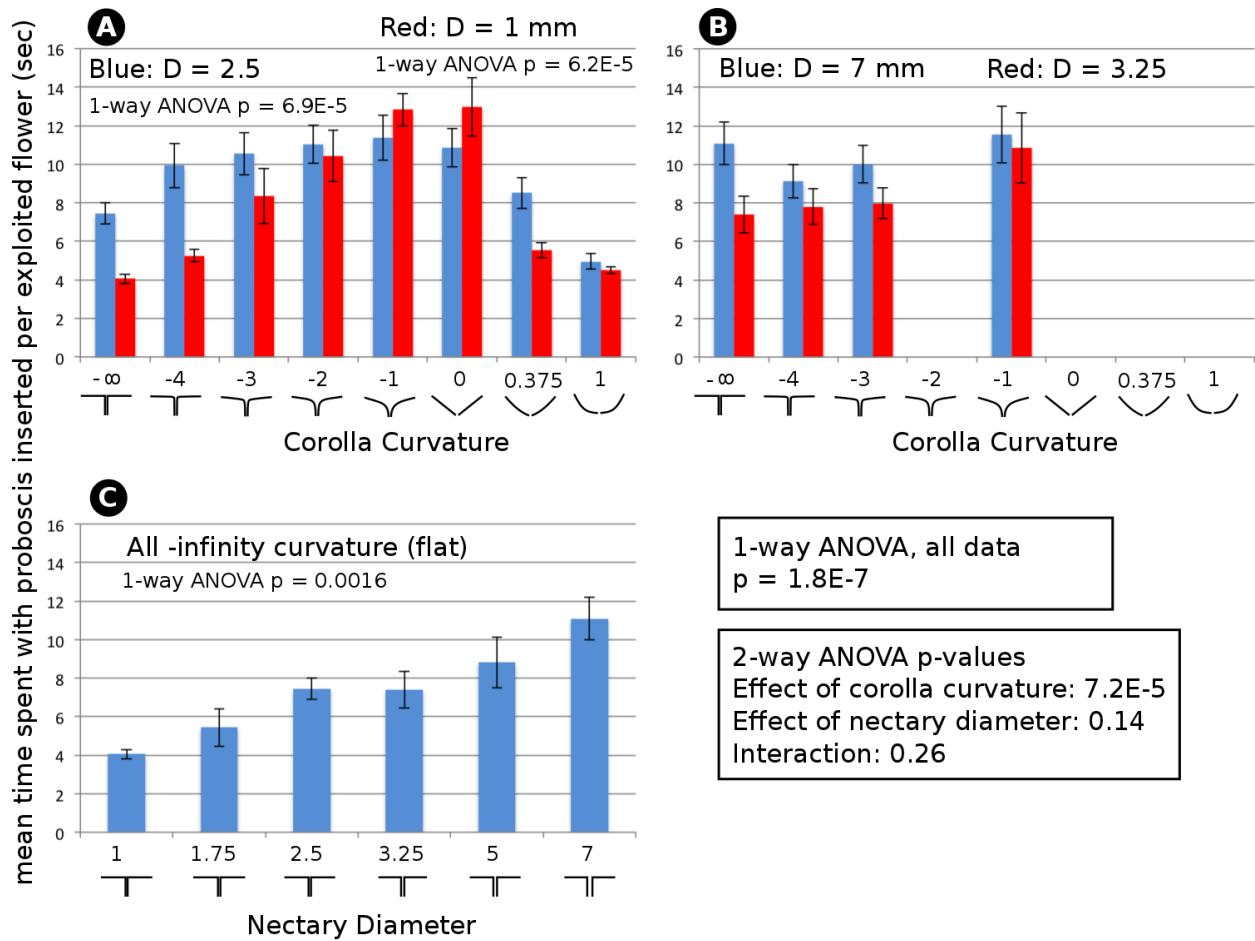 mean time spent with proboscis inserted per exploited flower (sec)
A
Red: D = 1 mm
Blue: D = 2.5
1-way ANOVA p = 6.2E-5
1-way ANOVA p = 6.9E-5
16
14
12
10
8
6
4
2
0
-∞ -4 -3 -2 -1 0 0.375 1
Corolla Curvature
B
Blue: D = 7 mm Red: D = 3.25
16
14
12
10
8
6
4
2
0
-∞ -4 -3 -2 -1 0 0.375 1
Corolla Curvature
C
All -infinity curvature (flat)
1-way ANOVA p = 0.0016
16
14
12
10
8
6
4
2
0
1 1.75 2.5 3.25 5 7
Nectary Diameter
1-way ANOVA, all data
p = 1.8E-7
2-way ANOVA p-values
Effect of corolla curvature: 7.2E-5
Effect of nectary diameter: 0.14
Interaction: 0.26